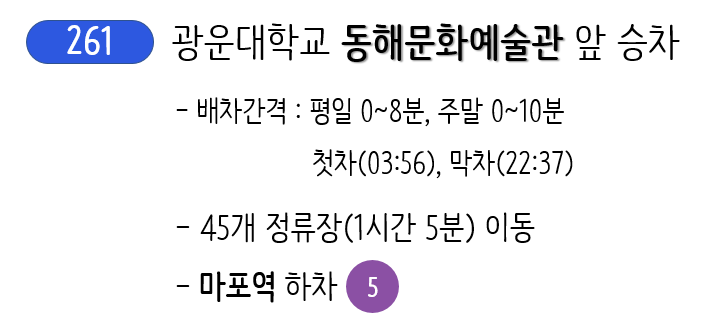 261 광운대학교 동해문화예술관 앞 승차
- 배차간격 : 평일 0~8분, 주말 0~10분
첫차(03:56), 막차(22:37)
- 45개 정류장(1시간 5분) 이동
- 마포역 하차 5